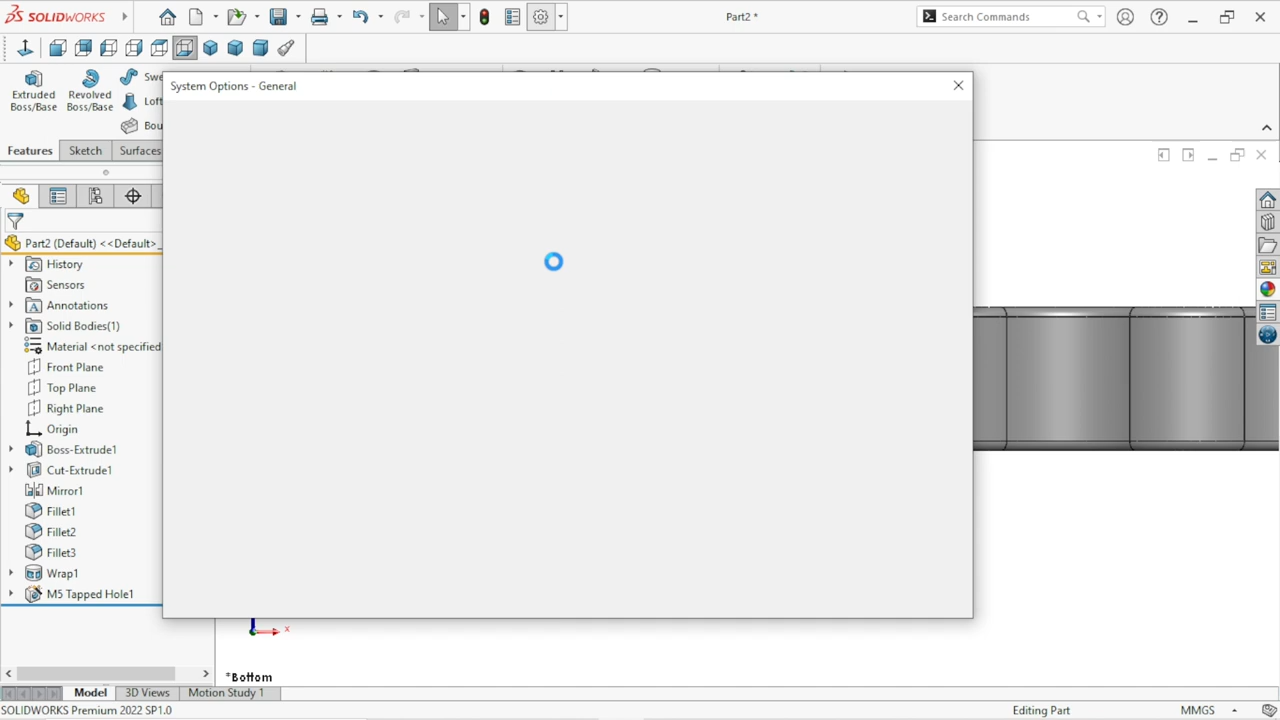 SOLIDWORKS
Part2 *
Search Commands
System Options - General
Extruded Boss/Base
Revolved Boss/Base
Features
Sketch
Surfaces
Part2 (Default) <<Default>_
History
Sensors
Annotations
Solid Bodies(1)
Material <not specified
Front Plane
Top Plane
Right Plane
Origin
Boss-Extrude1
Cut-Extrude1
Mirror1
Fillet1
Fillet2
Fillet3
Wrap1
M5 Tapped Hole1
x
*Bottom
Model
3D Views
Motion Study 1
SOLIDWORKS Premium 2022 SP1.0
Editing Part
MMGS